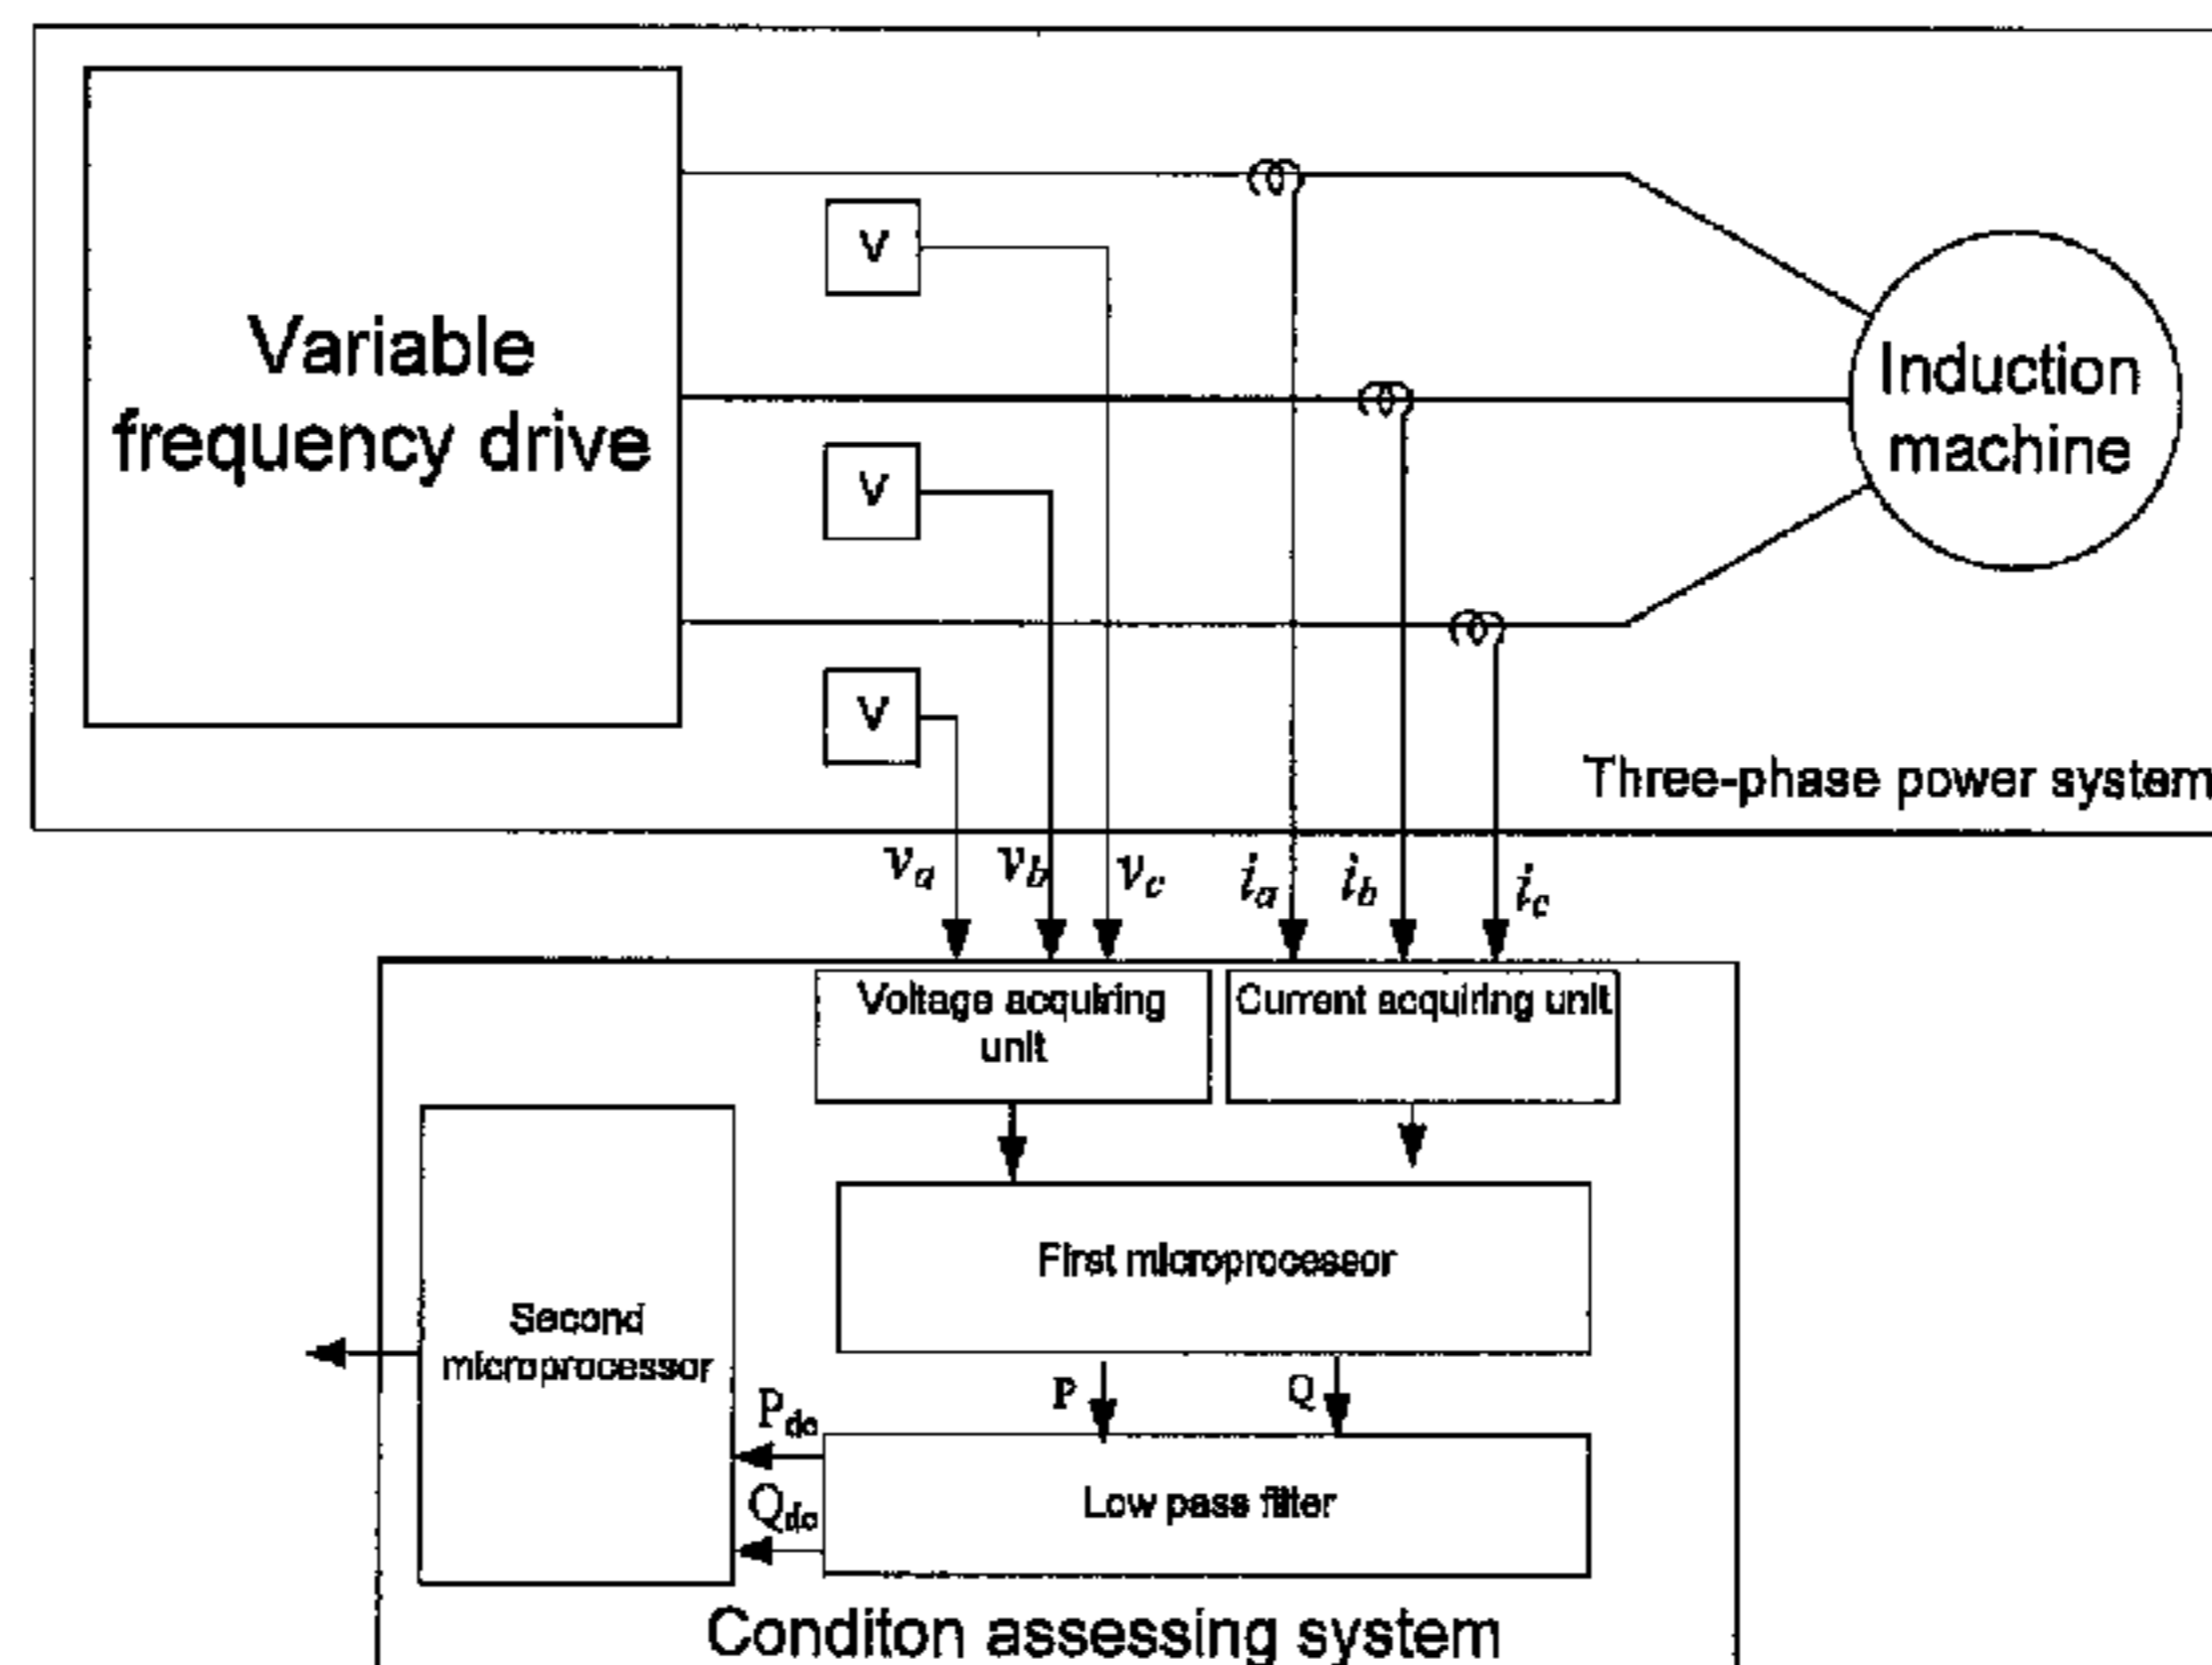 Variable
frequency drive
V
V
V
Induction
machine
Three-phase power system
va
vb
vc
ia
ib
ic
Voltage acquiring
unit
Current acquiring unit
First microprocessor
Second
microprocessor
P
Q
Pdc
Qdc
Low pass filter
Conditon assessing system